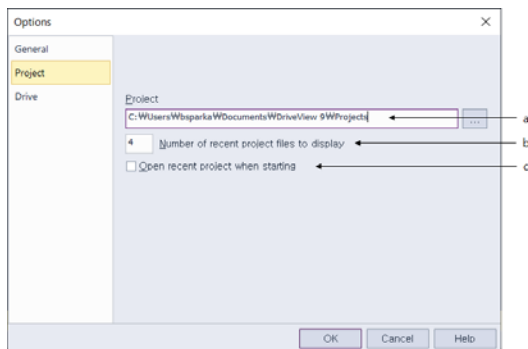 Options
General
Project
Drive
Project
C:₩Users₩bsparka₩Documents₩DriveView 9₩Projects
...
a
4 Number of recent project files to display
b
Open recent project when starting
c
OK Cancel Help